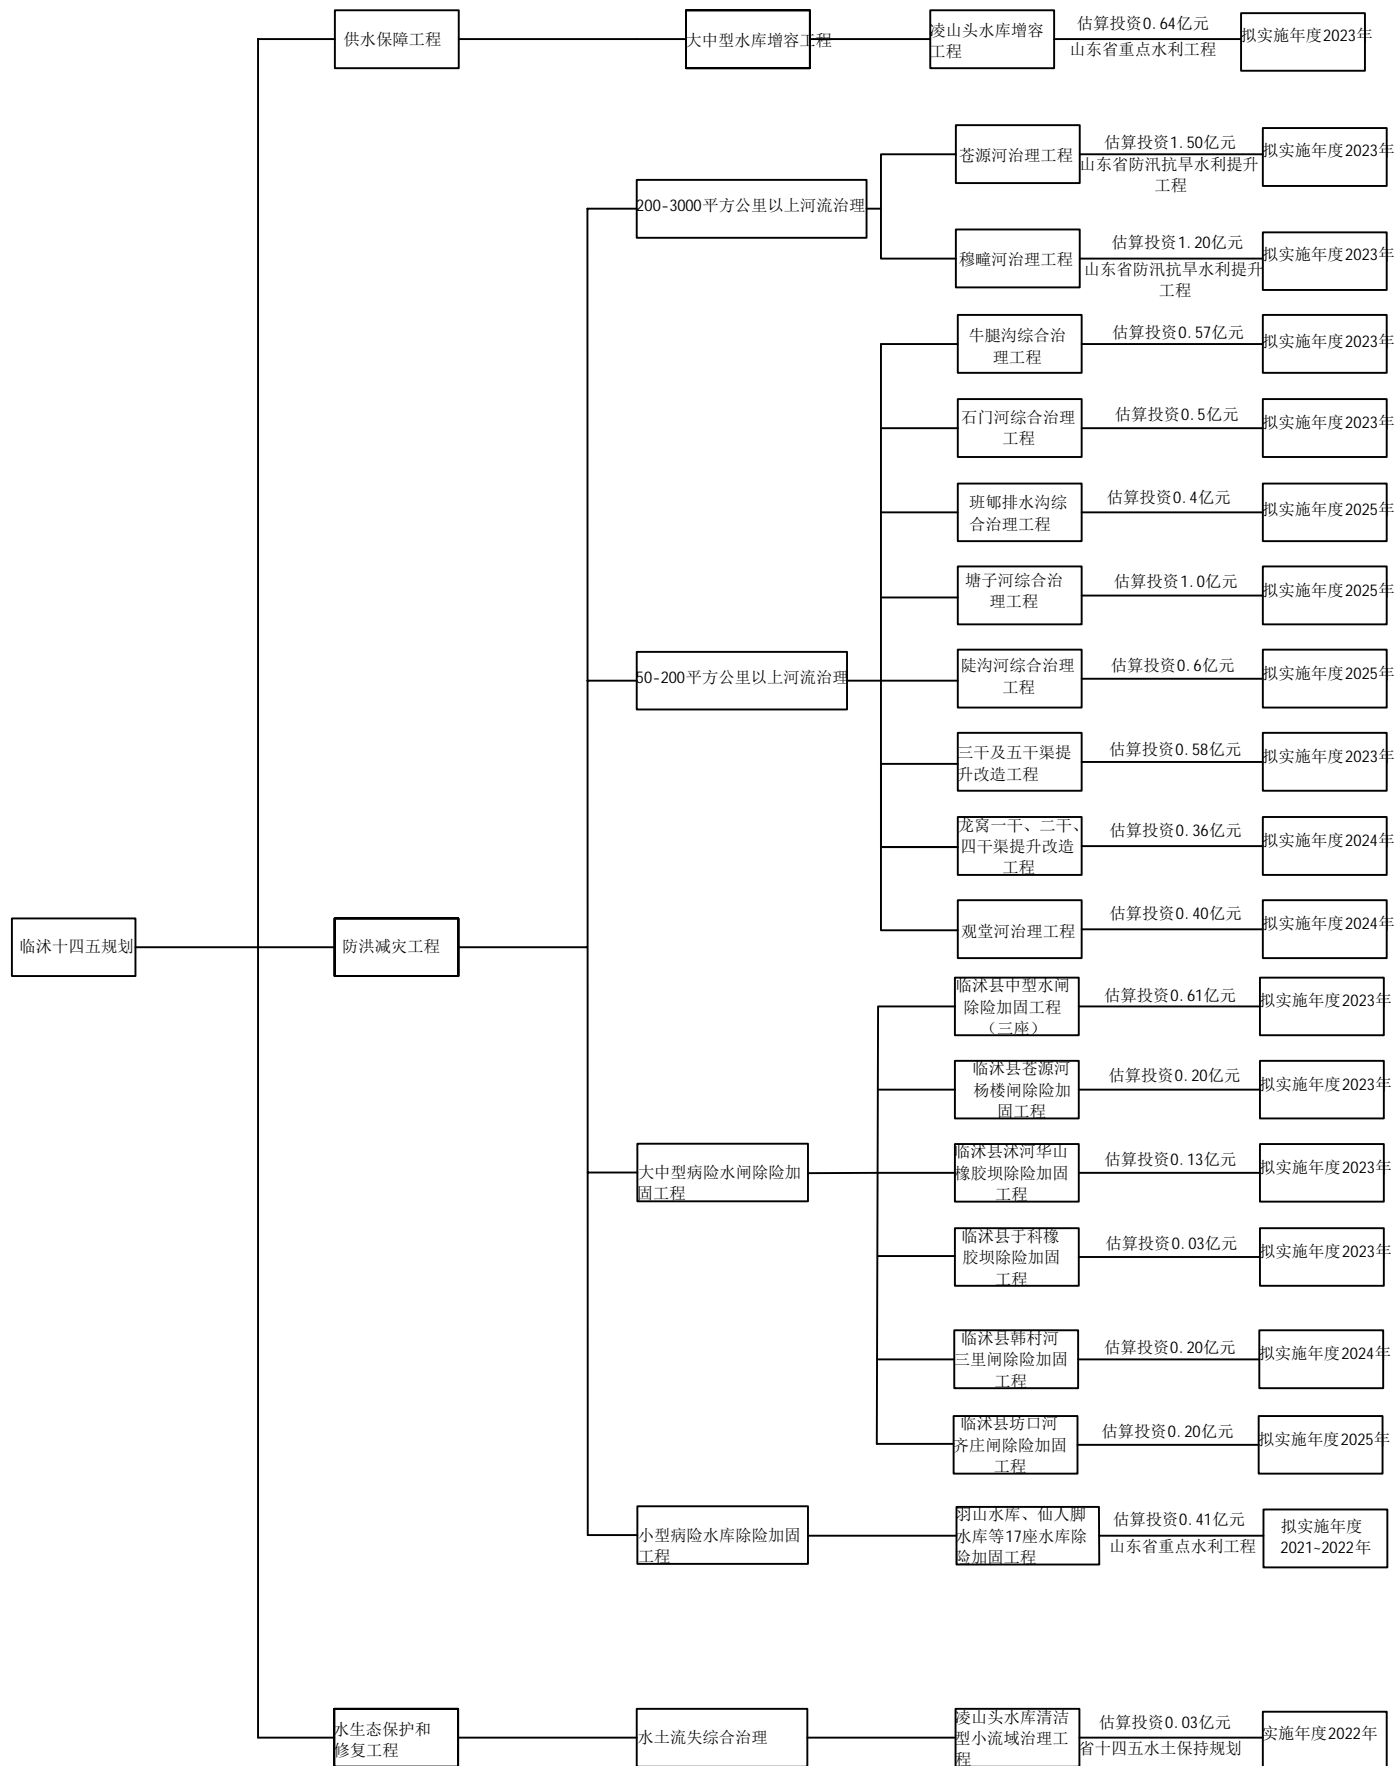 供水保障工程
大中型水库增容工程
凌山头水库增容
工程
估算投资0.64亿元
山东省重点水利工程
拟实施年度2023年
200-3000平方公里以上河流治理
苍源河治理工程
估算投资1.50亿元
山东省防汛抗旱水利提升
工程
拟实施年度2023年
穆疃河治理工程
估算投资1.20亿元
山东省防汛抗旱水利提升
工程
拟实施年度2023年
牛腿沟综合治
理工程
估算投资0.57亿元
拟实施年度2023年
石门河综合治理
工程
估算投资0.5亿元
拟实施年度2023年
班郇排水沟综
合治理工程
估算投资0.4亿元
拟实施年度2025年
塘子河综合治
理工程
估算投资1.0亿元
拟实施年度2025年
50-200平方公里以上河流治理
陡沟河综合治理
工程
估算投资0.6亿元
拟实施年度2025年
三干及五干渠提
升改造工程
估算投资0.58亿元
拟实施年度2023年
龙窝一干、二干、
四干渠提升改造
工程
估算投资0.36亿元
拟实施年度2024年
临沭十四五规划
防洪减灾工程
观堂河治理工程
估算投资0.40亿元
拟实施年度2024年
临沭县中型水闸
除险加固工程
（三座）
估算投资0.61亿元
拟实施年度2023年
临沭县苍源河
杨楼闸除险加
固工程
估算投资0.20亿元
拟实施年度2023年
大中型病险水闸除险加
固工程
临沭县沭河华山
橡胶坝除险加固
工程
估算投资0.13亿元
拟实施年度2023年
临沭县于科橡
胶坝除险加固
工程
估算投资0.03亿元
拟实施年度2023年
临沭县韩村河
三里闸除险加固
工程
估算投资0.20亿元
拟实施年度2024年
临沭县坊口河
齐庄闸除险加固
工程
估算投资0.20亿元
拟实施年度2025年
小型病险水库除险加固
工程
羽山水库、仙人脚
水库等17座水库除
险加固工程
估算投资0.41亿元
山东省重点水利工程
拟实施年度
2021~2022年
水生态保护和
修复工程
水土流失综合治理
凌山头水库清洁
型小流域治理工
程
估算投资0.03亿元
省十四五水土保持规划
实施年度2022年